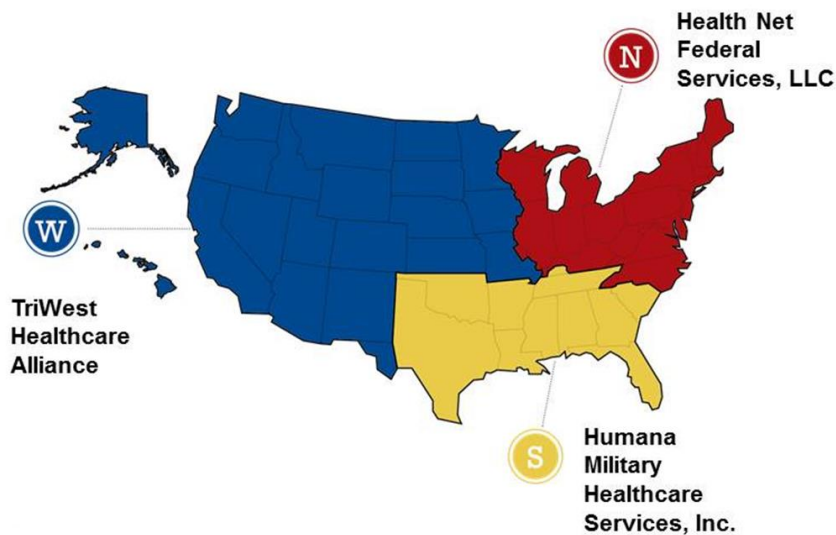 Health Net
Federal
Services, LLC
N
W
TriWest
Healthcare
Alliance
S
Humana
Military
Healthcare
Services, Inc.